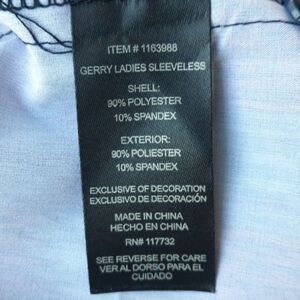 ITEM # 1163988
GERRY LADIES SLEEVELESS
SHELL:
90% POLYESTER
10% SPANDEX
EXTERIOR:
90% POLIESTER
10% SPANDEX
EXCLUSIVE OF DECORATION
EXCLUSIVO DE DECORACIÓN
MADE IN CHINA
HECHO EN CHINA
RN# 117732
SEE REVERSE FOR CARE
VER AL DORSO PARA EL
CUIDADO